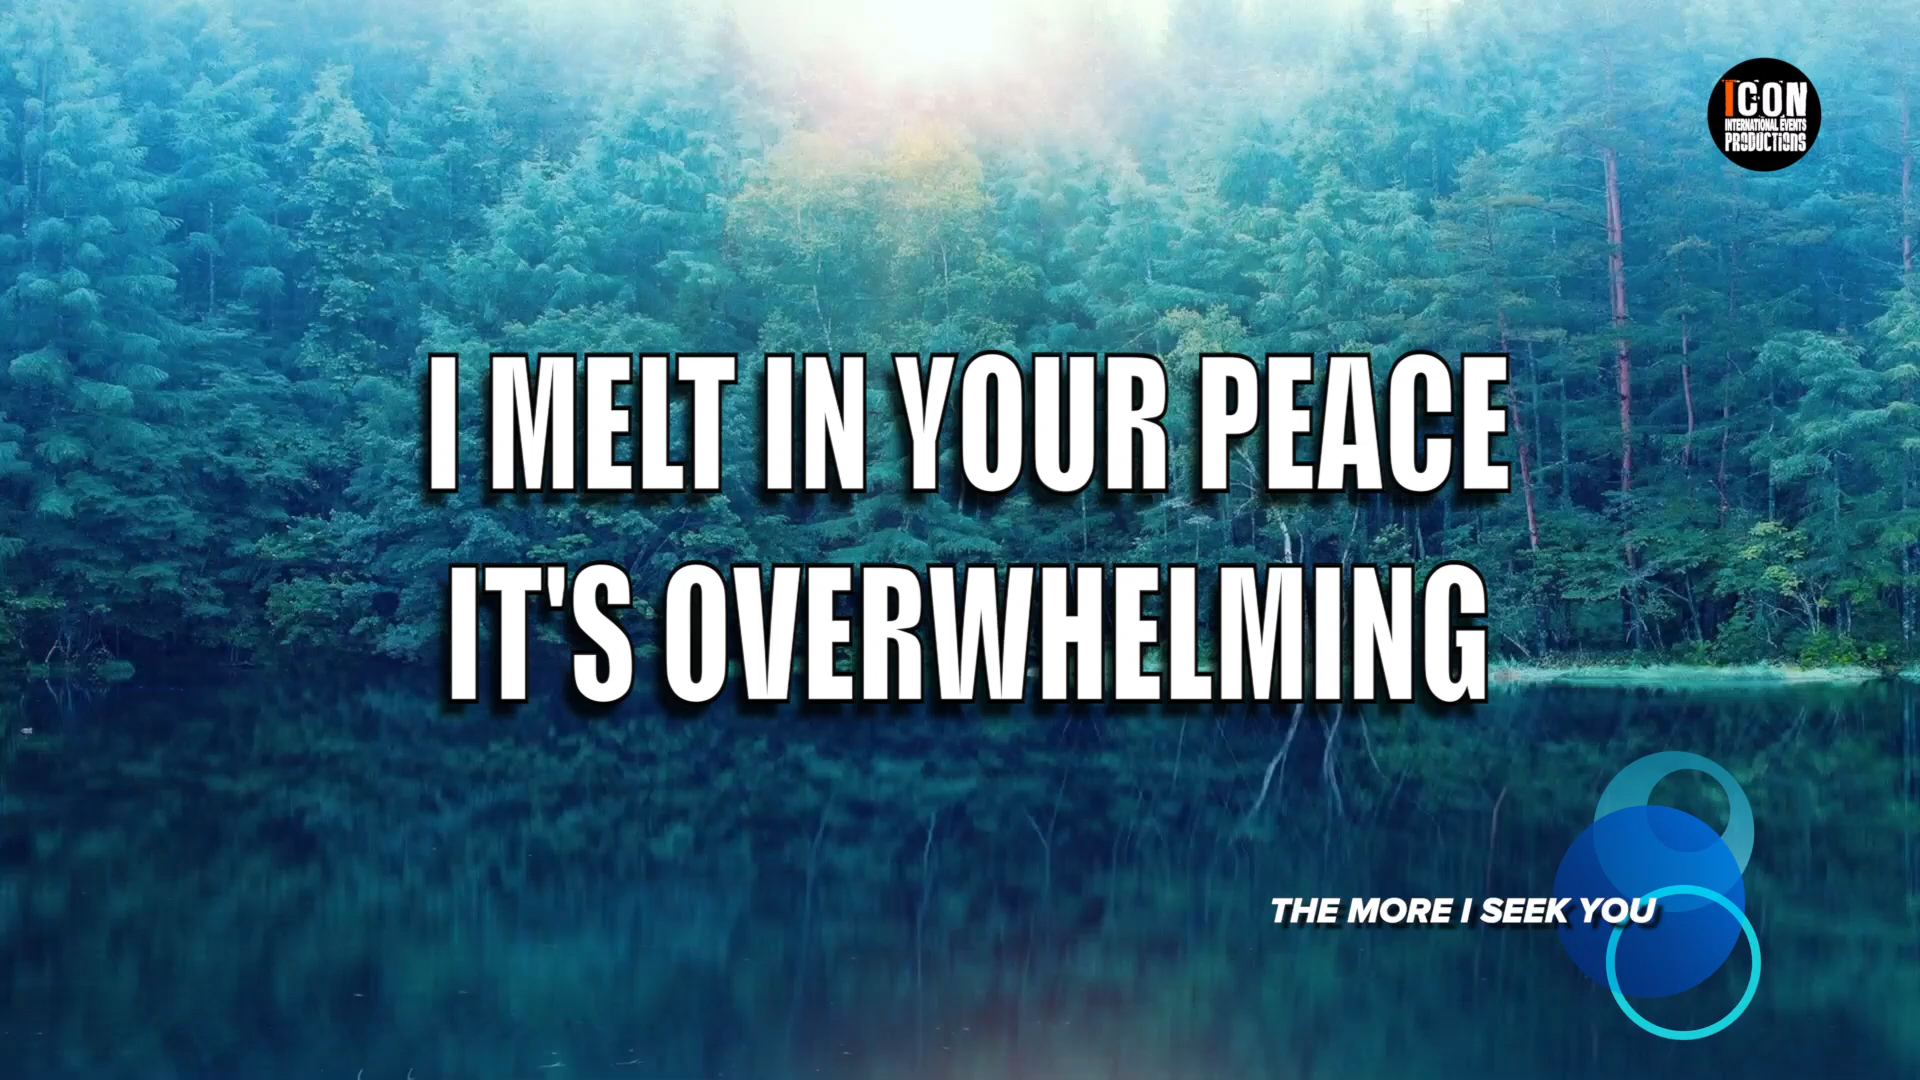 ICON
INTERNATIONAL EVENTS
PRODUCTIONS
I MELT IN YOUR PEACE
IT'S OVERWHELMING
THE MORE I SEEK YOU